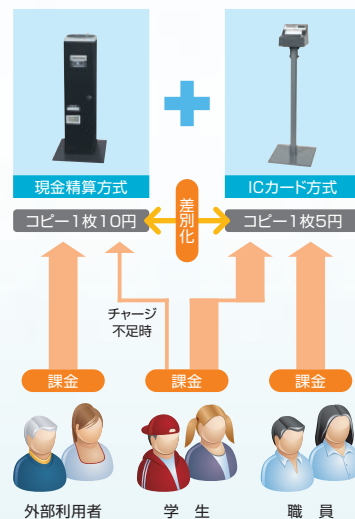 現金精算方式
ICカード方式
コピー1枚10円
差別化
コピー1枚5円
チャージ
不足時
課金
課金
課金
外部利用者
学　生
職　員